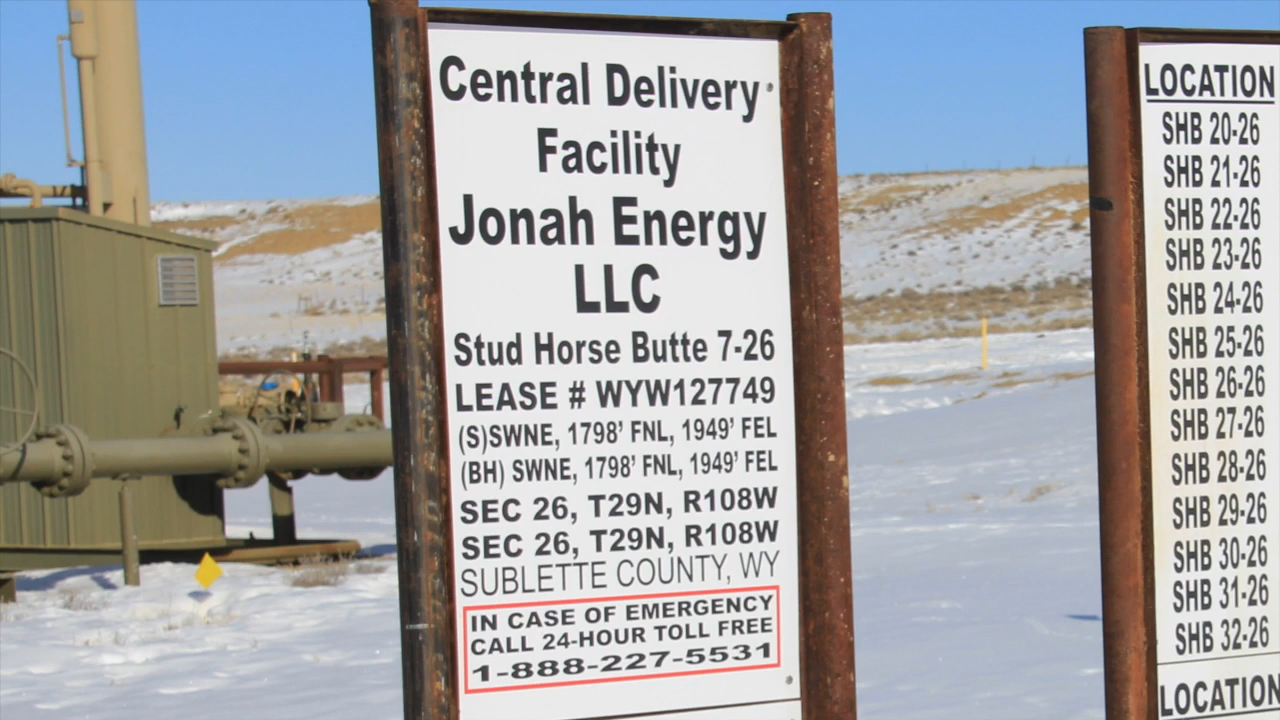 Central Delivery
Facility
Jonah Energy
LLC
Stud Horse Butte 7-26
LEASE # WYW127749
(S)SWNE, 1798' FNL, 1949' FEL
(BH) SWNE, 1798' FNL, 1949' FEL
SEC 26, T29N, R108W
SEC 26, T29N, R108W
SUBLETTE COUNTY, WY
IN CASE OF EMERGENCY
CALL 24-HOUR TOLL FREE
1-888-227-5531
LOCATION
SHB 20-26
SHB 21-26
SHB 22-26
SHB 23-26
SHB 24-26
SHB 25-26
SHB 26-26
SHB 27-26
SHB 28-26
SHB 29-26
SHB 30-26
SHB 31-26
SHB 32-26
LOCATION